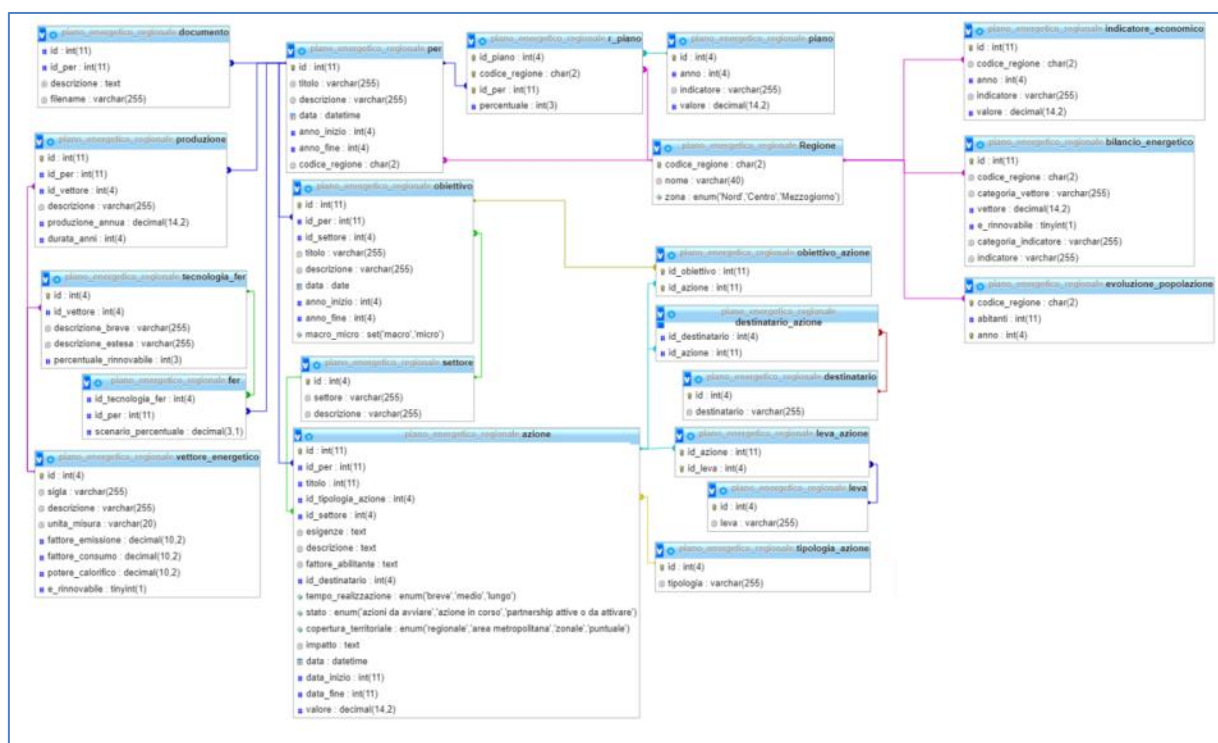 piano_energetico_regionale.documento
id : int(11)
id_per : int(11)
descrizione : text
filename : varchar(255)
piano_energetico_regionale.per
id : int(11)
titolo : varchar(255)
descrizione : varchar(255)
data : datetime
anno_inizio : int(4)
anno_fine : int(4)
codice_regione : char(2)
piano_energetico_regionale.r_piano
id_piano : int(4)
codice_regione : char(2)
id_per : int(11)
percentuale : int(3)
piano_energetico_regionale.piano
id : int(4)
anno : int(4)
indicatore : varchar(255)
valore : decimal(14,2)
piano_energetico_regionale.indicatore_economico
id : int(11)
codice_regione : char(2)
anno : int(4)
indicatore : varchar(255)
valore : decimal(14,2)
piano_energetico_regionale.produzione
id : int(11)
id_per : int(11)
id_vettore : int(4)
descrizione : varchar(255)
produzione_annua : decimal(14,2)
durata_anni : int(4)
piano_energetico_regionale.Regione
codice_regione : char(2)
nome : varchar(40)
zona : enum('Nord','Centro','Mezzogiorno')
piano_energetico_regionale.bilancio_energetico
id : int(11)
codice_regione : char(2)
categoria_vettore : varchar(255)
vettore : decimal(14,2)
e_rinnovabile : tinyint(1)
categoria_indicatore : varchar(255)
indicatore : varchar(255)
piano_energetico_regionale.obiettivo
id : int(11)
id_per : int(11)
id_settore : int(4)
titolo : varchar(255)
descrizione : varchar(255)
data : date
anno_inizio : int(4)
anno_fine : int(4)
macro_micro : set('macro','micro')
piano_energetico_regionale.obiettivo_azione
id_obiettivo : int(11)
id_azione : int(11)
piano_energetico_regionale.evoluzione_popolazione
codice_regione : char(2)
abitanti : int(11)
anno : int(4)
piano_energetico_regionale.tecnologia_fer
id : int(4)
id_vettore : int(4)
descrizione_breve : varchar(255)
descrizione_estesa : varchar(255)
percentuale_rinnovabile : int(3)
piano_energetico_regionale
destinatario_azione
id_destinatario : int(4)
id_azione : int(11)
piano_energetico_regionale.settore
id : int(4)
settore : varchar(255)
descrizione : varchar(255)
piano_energetico_regionale.destinatario
id : int(4)
destinatario : varchar(255)
piano_energetico_regionale.fer
id_tecnologia_fer : int(4)
id_per : int(11)
scenario_percentuale : decimal(3,1)
piano_energetico_regionale.azione
id : int(11)
id_per : int(11)
titolo : int(11)
id_tipologia_azione : int(4)
id_settore : int(4)
esigenze : text
descrizione : text
fattore_abilitante : text
id_destinatario : int(4)
tempo_realizzazione : enum('breve','medio','lungo')
stato : enum('azioni da avviare','azione in corso','partnership attive o da attivare')
copertura_territoriale : enum('regionale','area metropolitana','zonale','puntuale')
impatto : text
data : datetime
data_inizio : int(11)
data_fine : int(11)
valore : decimal(14,2)
piano_energetico_regionale.leva_azione
id_azione : int(11)
id_leva : int(4)
piano_energetico_regionale.vettore_energetico
id : int(4)
sigla : varchar(255)
descrizione : varchar(255)
unita_misura : varchar(20)
fattore_emissione : decimal(10,2)
fattore_consumo : decimal(10,2)
potere_calorifico : decimal(10,2)
e_rinnovabile : tinyint(1)
piano_energetico_regionale.leva
id : int(4)
leva : varchar(255)
piano_energetico_regionale.tipologia_azione
id : int(4)
tipologia : varchar(255)